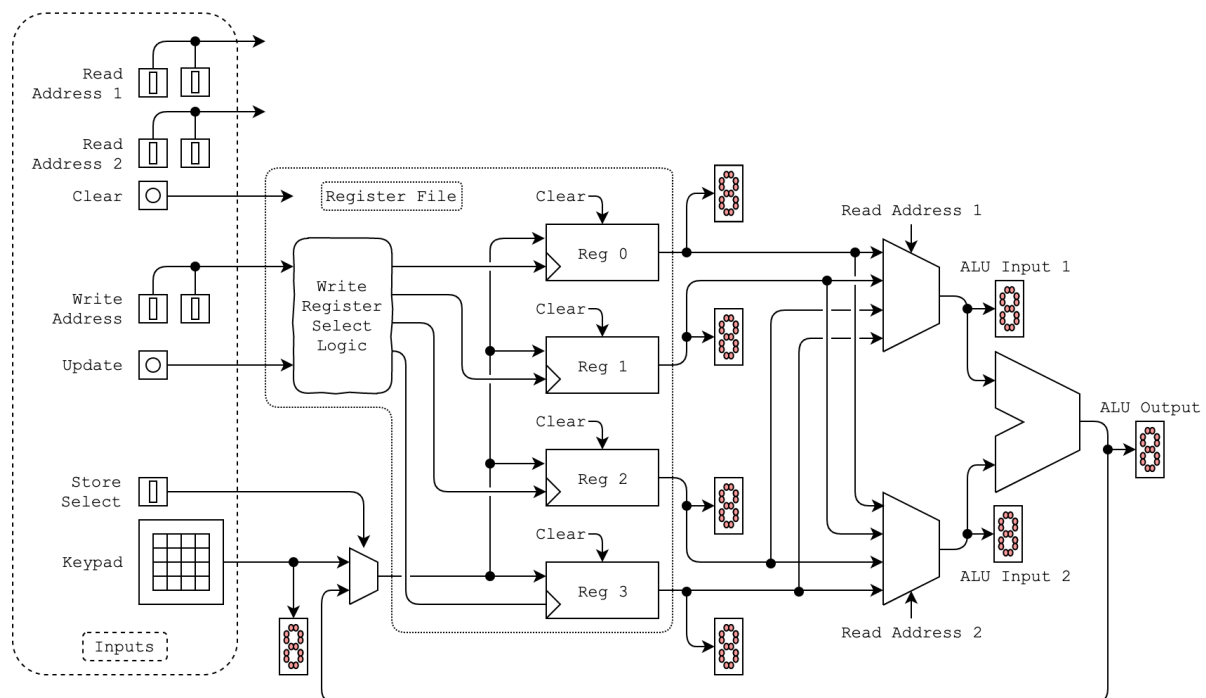 Read
Address 1
Read
Address 2
Clear
Register File
Clear
Reg 0
Read Address 1
ALU Input 1
Write
Register
Select
Logic
Write
Address
Update
Clear
Reg 1
ALU Output
Store
Select
Clear
Reg 2
Keypad
Clear
Reg 3
ALU Input 2
Read Address 2
Inputs